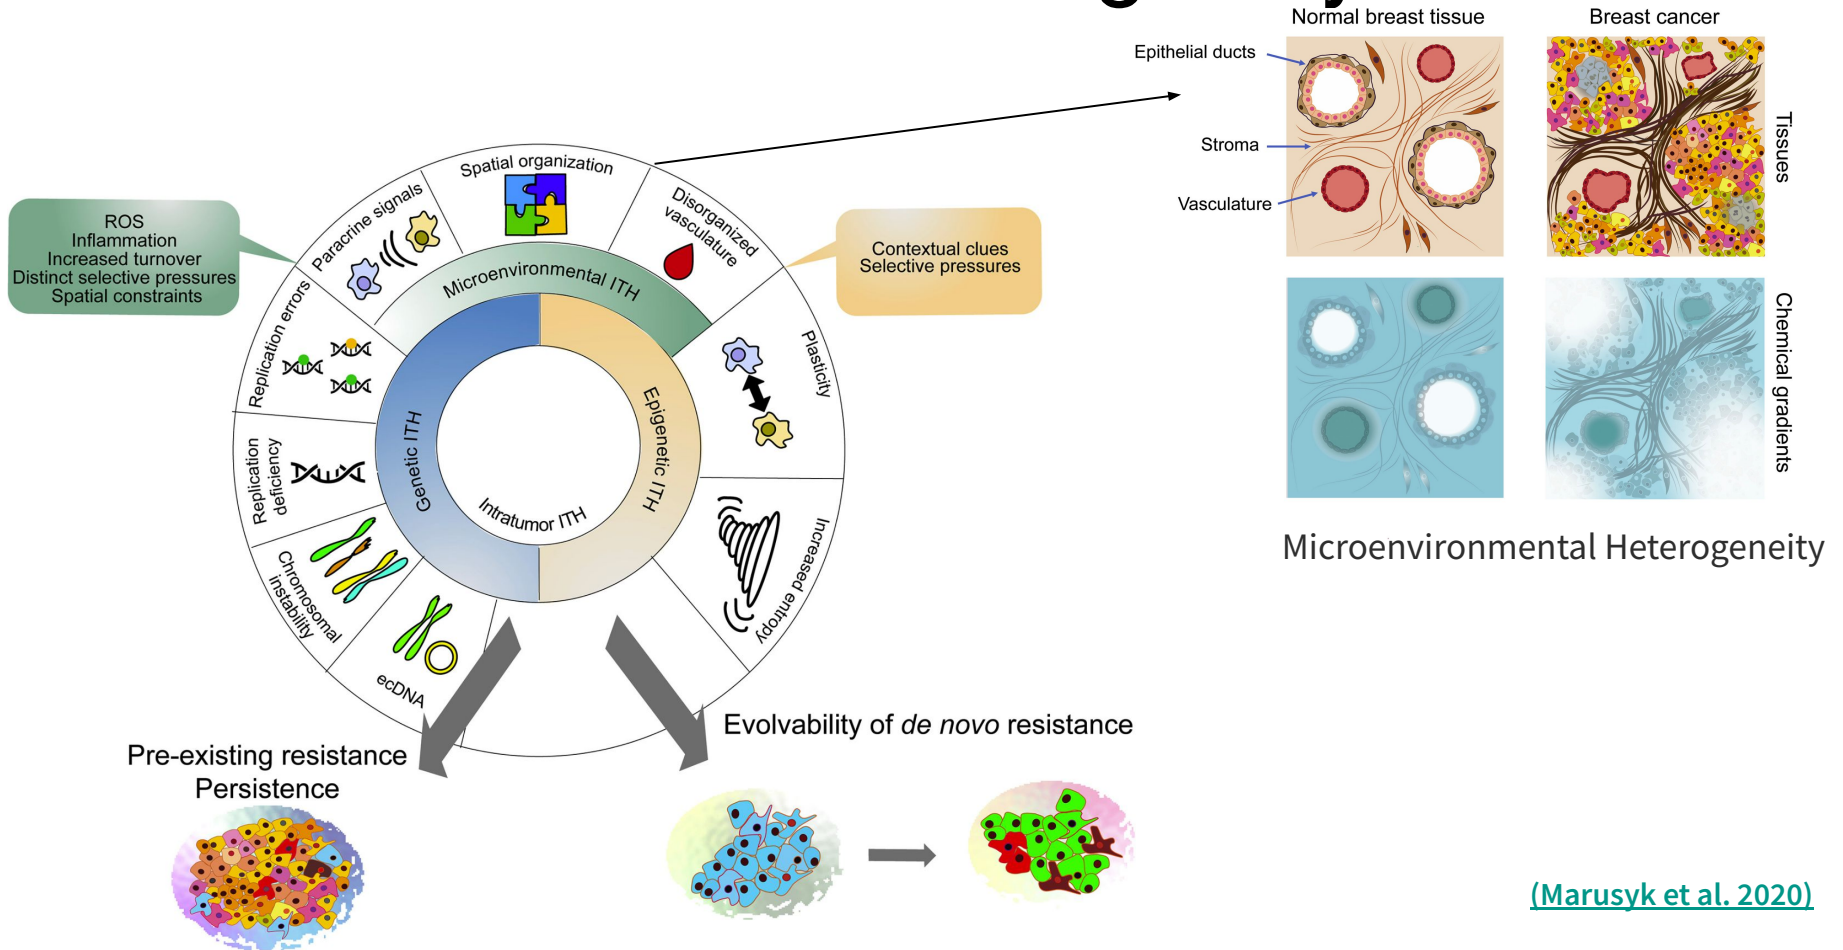 Normal breast tissue
Breast cancer
Epithelial ducts
Stroma
Vasculature
Tissues
Chemical gradients
Microenvironmental Heterogeneity
Spatial organization
Paracrine signals
Disorganized
vasculature
ROS
Inflammation
Increased turnover
Distinct selective pressures
Spatial constraints
Contextual clues
Selective pressures
Microenvironmental ITH
Replication errors
Plasticity
Genetic ITH
Epigenetic ITH
Intratumor ITH
Replication
deficiency
Increased entropy
Chromosomal
instability
ecDNA
Pre-existing resistance
Persistence
Evolvability of de novo resistance
(Marusyk et al. 2020)